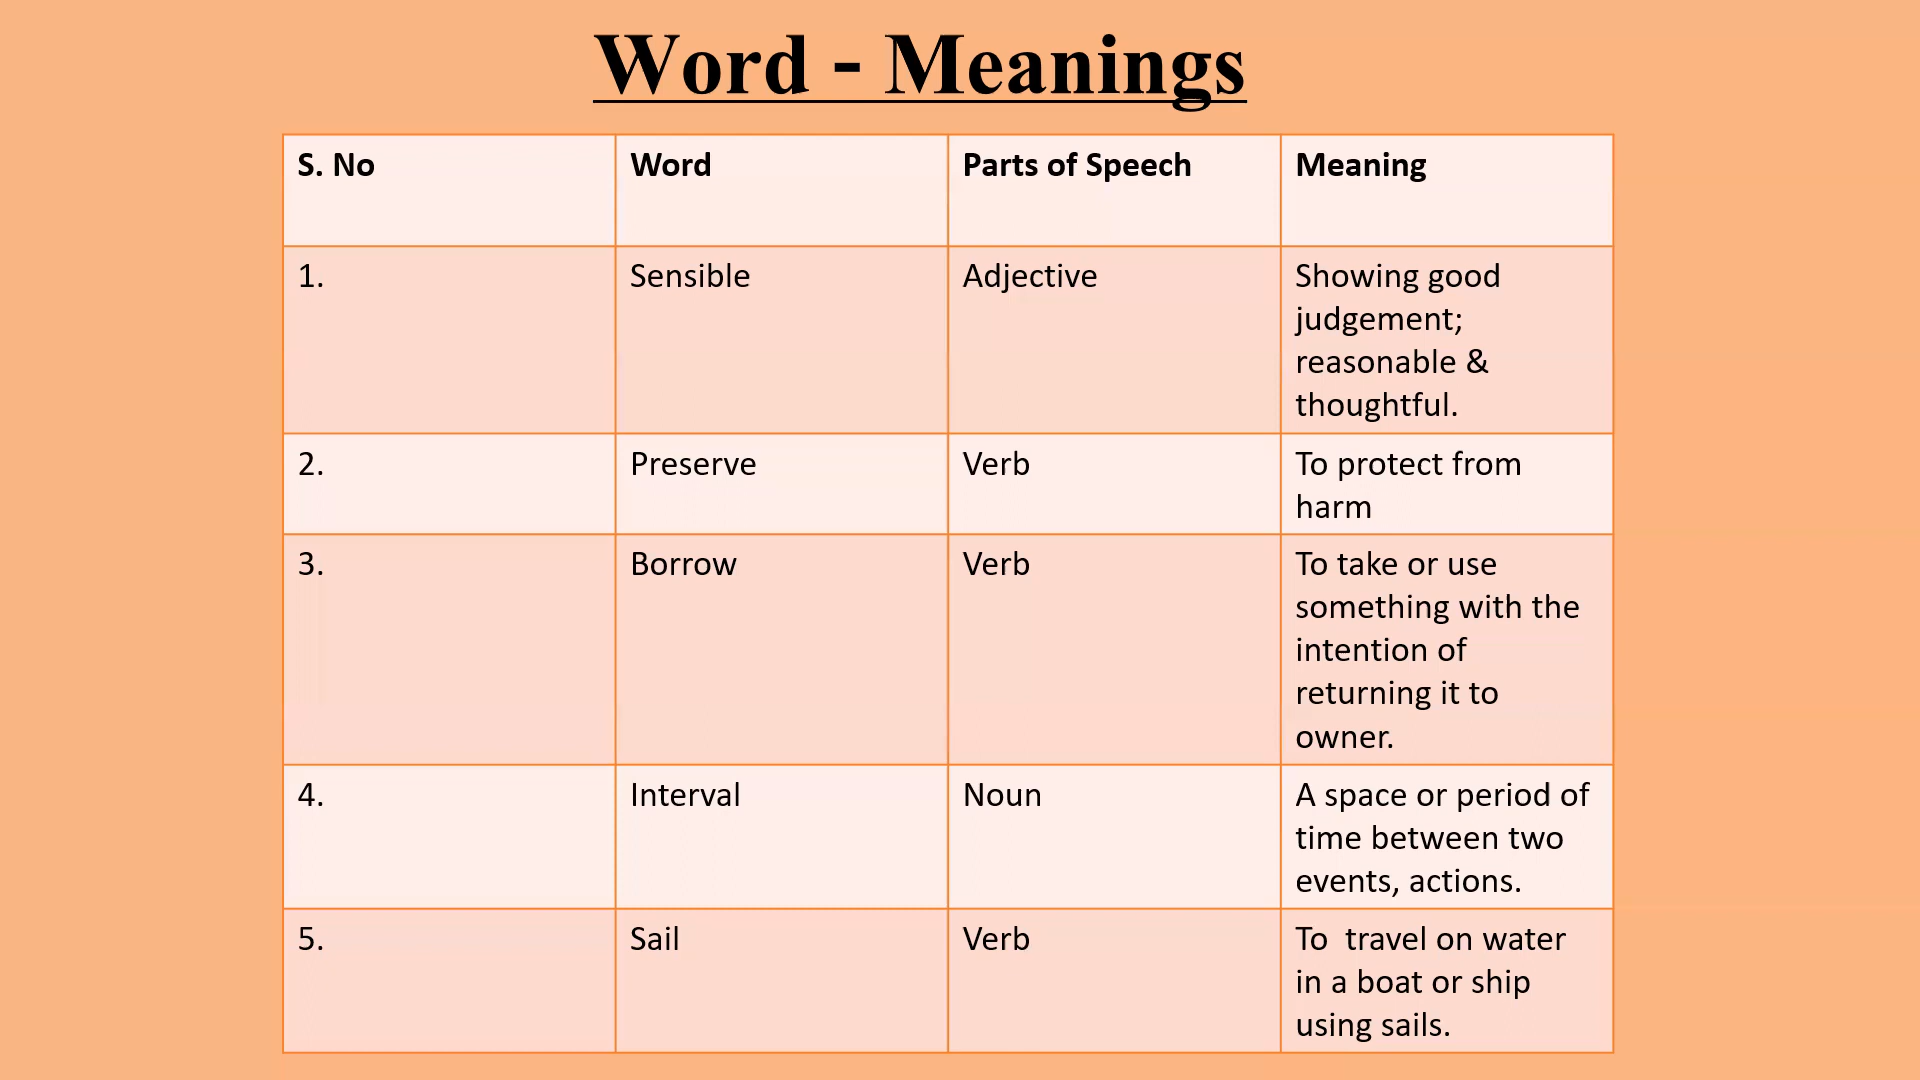 Word - Meanings
S. No Word Parts of Speech Meaning
1. Sensible Adjective Showing good
judgement;
reasonable &
thoughtful.
2. Preserve Verb To protect from
harm
3. Borrow Verb To take or use
something with the
intention of
returning it to
owner.
4. Interval Noun A space or period of
time between two
events, actions.
5. Sail Verb To  travel on water
in a boat or ship
using sails.